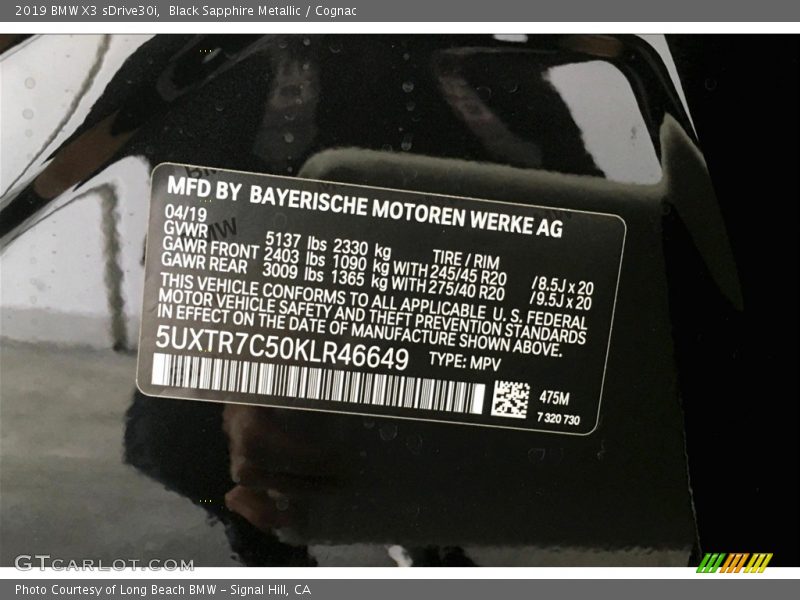 2019 BMW X3 sDrive30i, Black Sapphire Metallic / Cognac
MFD BY BAYERISCHE MOTOREN WERKE AG
04/19
GVWR 5137 lbs 2330 kg TIRE / RIM
GAWR FRONT 2403 lbs 1090 kg WITH 245/45 R20 /8.5J x 20
GAWR REAR 3009 lbs 1365 kg WITH 275/40 R20 /9.5J x 20
THIS VEHICLE CONFORMS TO ALL APPLICABLE U. S. FEDERAL
MOTOR VEHICLE SAFETY AND THEFT PREVENTION STANDARDS
IN EFFECT ON THE DATE OF MANUFACTURE SHOWN ABOVE.
5UXTR7C50KLR46649 TYPE: MPV
475M
7 320 730
GTCARLOT.COM
Photo Courtesy of Long Beach BMW - Signal Hill, CA